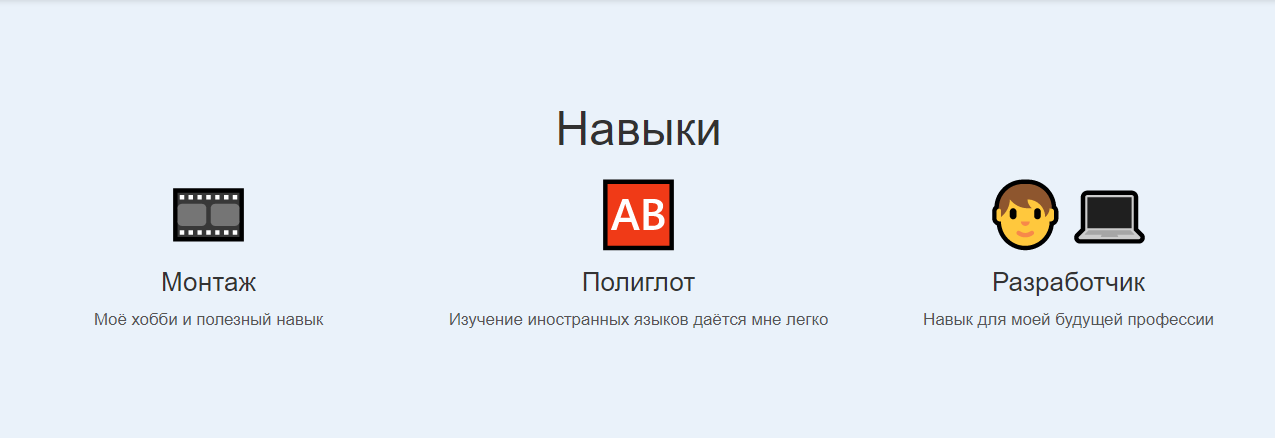 Навыки
AB
Монтаж
Полиглот
Разработчик
Моё хобби и полезный навык
Изучение иностранных языков даётся мне легко
Навык для моей будущей профессии